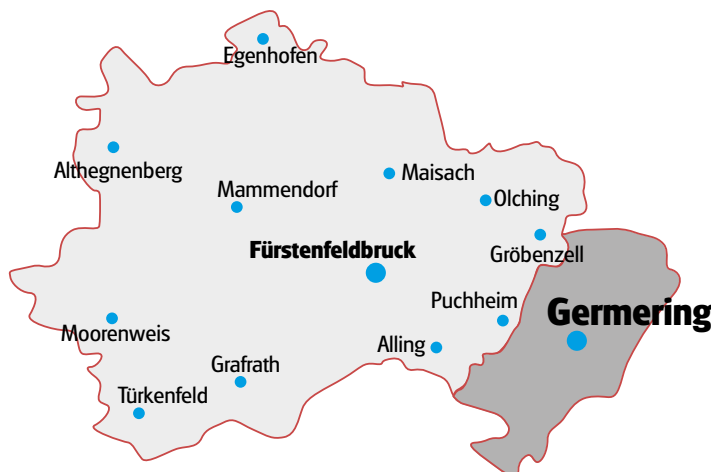 Egenhofen
Althegnenberg
Maisach
Mammendorf
Olching
Fürstenfeldbruck
Gröbenzell
Puchheim
Germering
Moorenweis
Alling
Grafrath
Türkenfeld